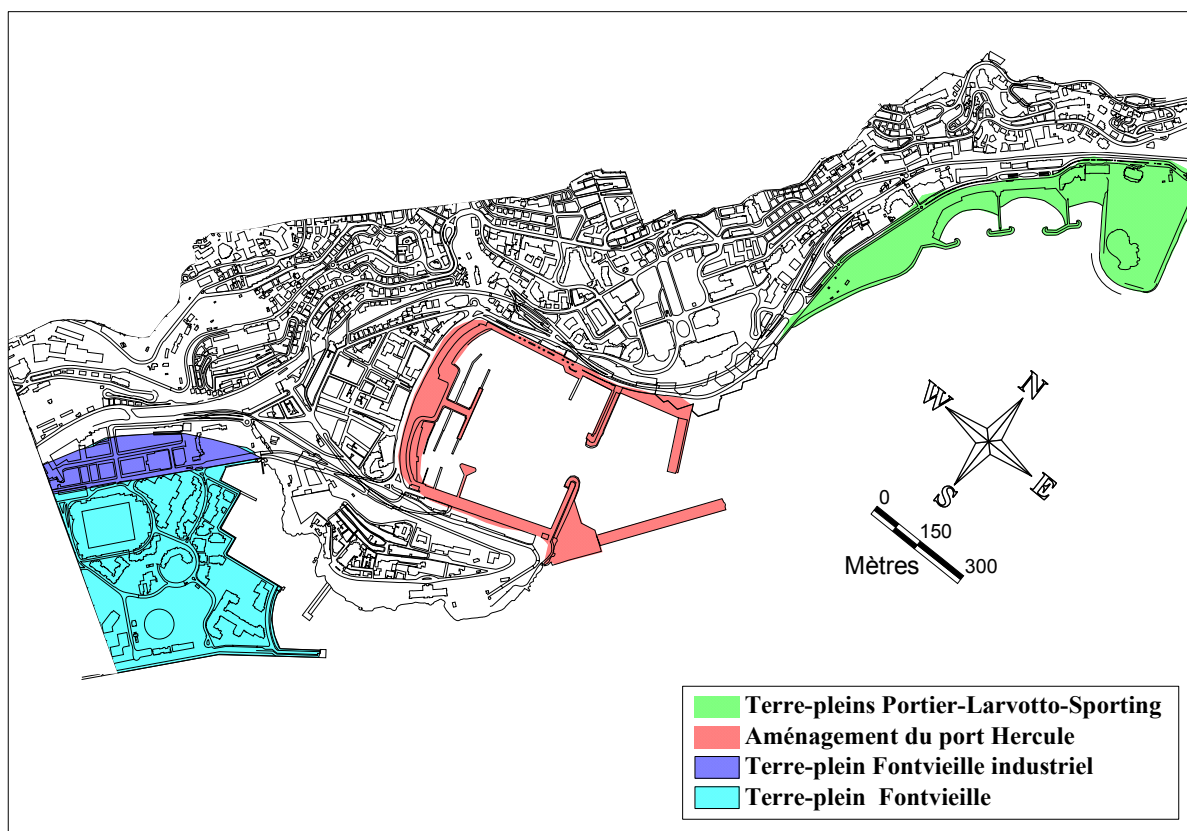 N
W
E
S
0
150
300
Mètres
Terre-pleins Portier-Larvotto-Sporting
Aménagement du port Hercule
Terre-plein Fontvieille industriel
Terre-plein Fontvieille